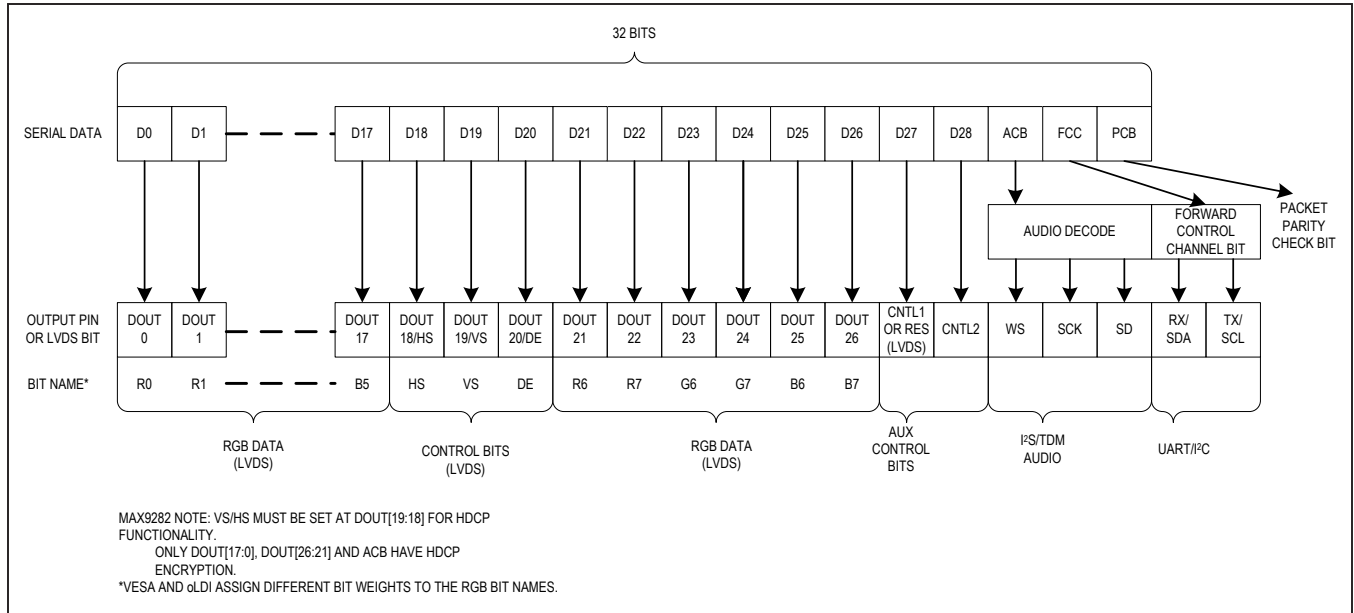 32 BITS
SERIAL DATA D0 D1 D17 D18 D19 D20 D21 D22 D23 D24 D25 D26 D27 D28 ACB FCC PCB
AUDIO DECODE
FORWARD
CONTROL
CHANNEL BIT
PACKET
PARITY
CHECK BIT
OUTPUT PIN
OR LVDS BIT
DOUT
0
DOUT
1
DOUT
17
DOUT
18/HS
DOUT
19/VS
DOUT
20/DE
DOUT
21
DOUT
22
DOUT
23
DOUT
24
DOUT
25
DOUT
26
CNTL1
OR RES
(LVDS)
CNTL2
WS
SCK
SD
RX/
SDA
TX/
SCL
BIT NAME* R0 R1 B5 HS VS DE R6 R7 G6 G7 B6 B7
RGB DATA
(LVDS)
CONTROL BITS
(LVDS)
RGB DATA
(LVDS)
AUX
CONTROL
BITS
I²S/TDM
AUDIO
UART/I²C
MAX9282 NOTE: VS/HS MUST BE SET AT DOUT[19:18] FOR HDCP
FUNCTIONALITY.
ONLY DOUT[17:0], DOUT[26:21] AND ACB HAVE HDCP
ENCRYPTION.
*VESA AND oLDI ASSIGN DIFFERENT BIT WEIGHTS TO THE RGB BIT NAMES.